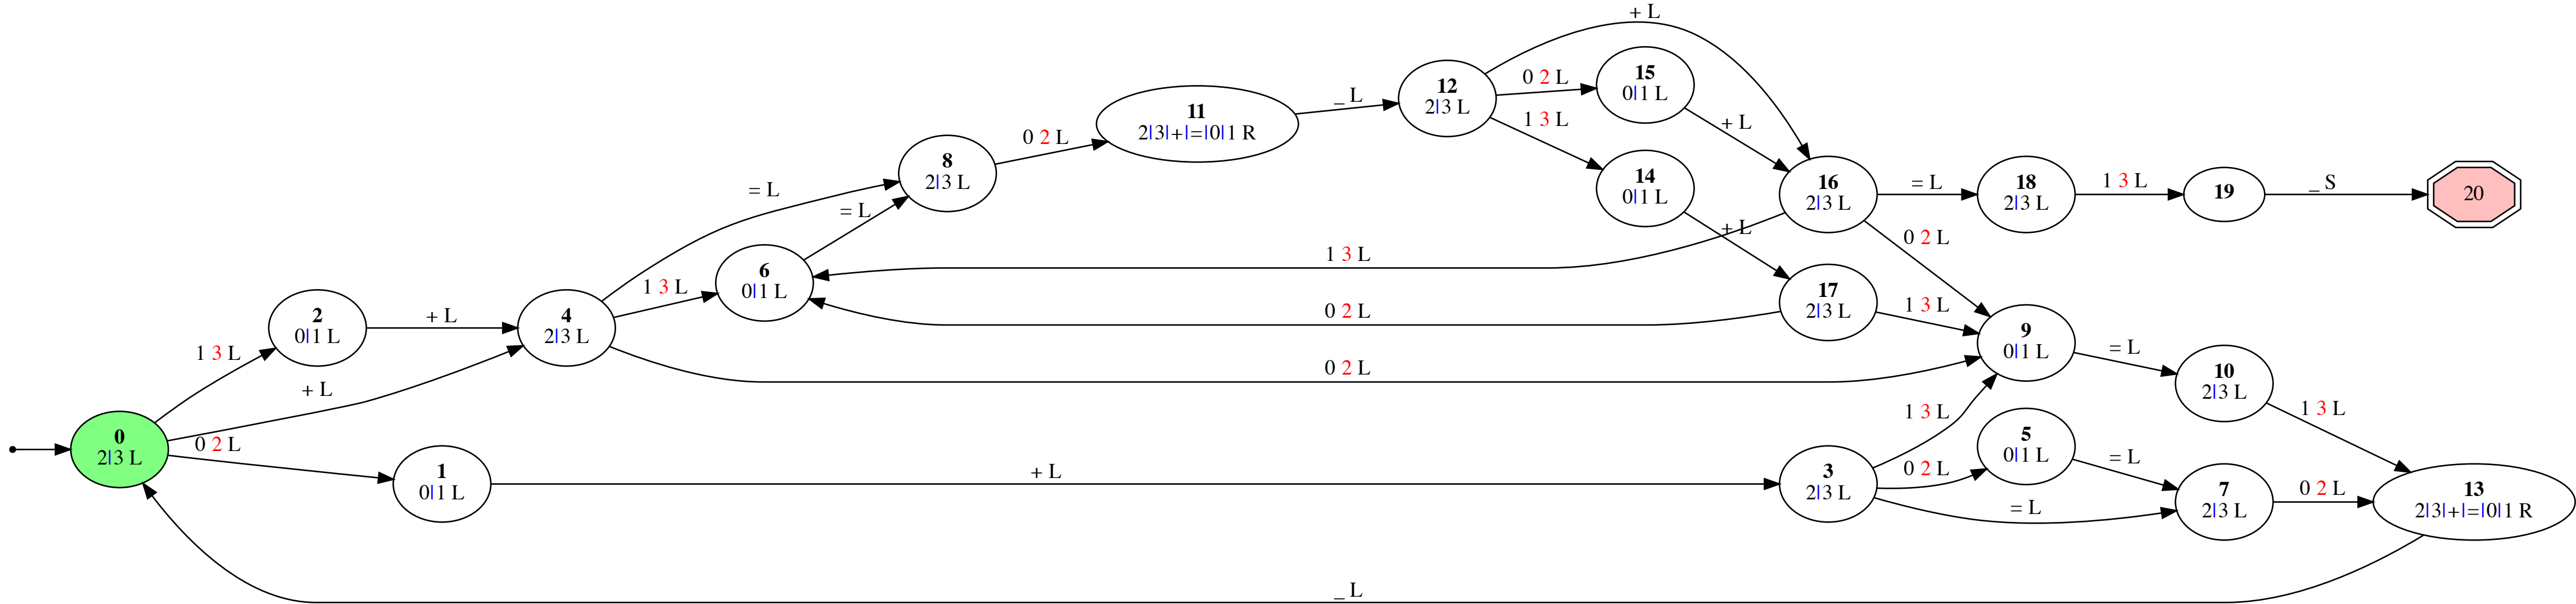 + L
12
2|3 L
0 2 L
15
0|1 L
_ L
11
2|3|+|=|0|1 R
1 3 L
+ L
0 2 L
8
2|3 L
14
0|1 L
16
2|3 L
= L
18
2|3 L
1 3 L
19
_ S
20
= L
= L
+ L
0 2 L
1 3 L
6
0|1 L
1 3 L
17
2|3 L
1 3 L
0 2 L
2
0|1 L
+ L
4
2|3 L
9
0|1 L
= L
1 3 L
0 2 L
10
2|3 L
+ L
1 3 L
1 3 L
0
2|3 L
0 2 L
5
0|1 L
= L
1
0|1 L
+ L
3
2|3 L
0 2 L
7
2|3 L
0 2 L
13
2|3|+|=|0|1 R
= L
_ L